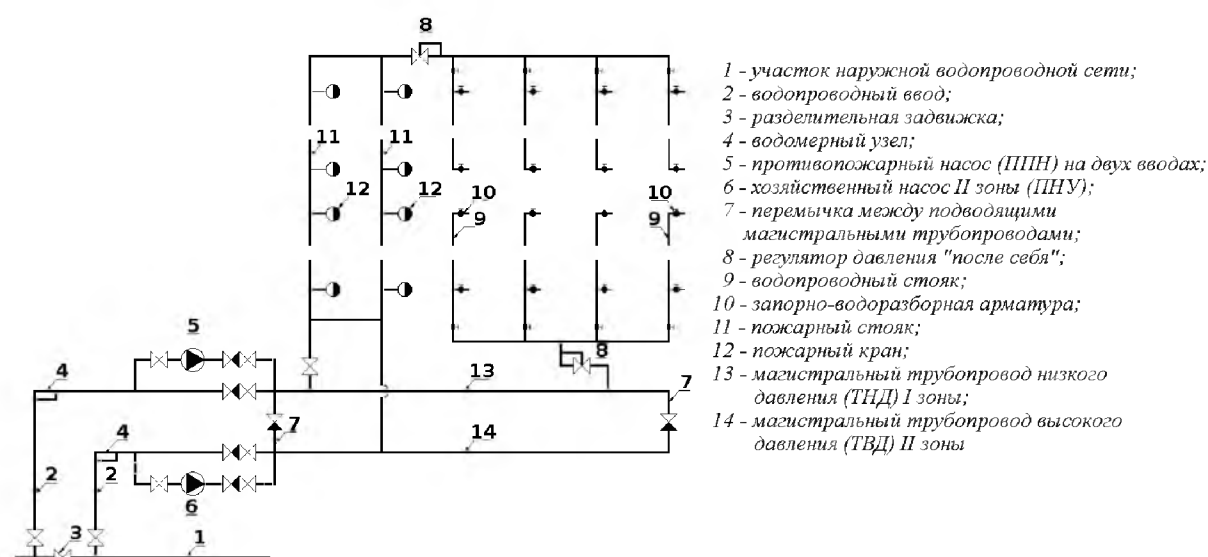 8
1 - участок наружной водопроводной сети;
2 - водопроводный ввод;
3 - разделительная задвижка;
4 - водомерный узел;
5 - противопожарный насос (ППН) на двух вводах;
6 - хозяйственный насос II зоны (ПНУ);
7 - перемычка между подводящими
магистральными трубопроводами;
8 - регулятор давления "после себя";
9 - водопроводный стояк;
10 - запорно-водоразборная арматура;
11 - пожарный стояк;
12 - пожарный кран;
13 - магистральный трубопровод низкого
давления (ТНД) I зоны;
14 - магистральный трубопровод высокого
давления (ТВД) II зоны
11 11
12 12 10 10
9 9
5 8
4 13 7
4 7 14
2 2
6
3 1